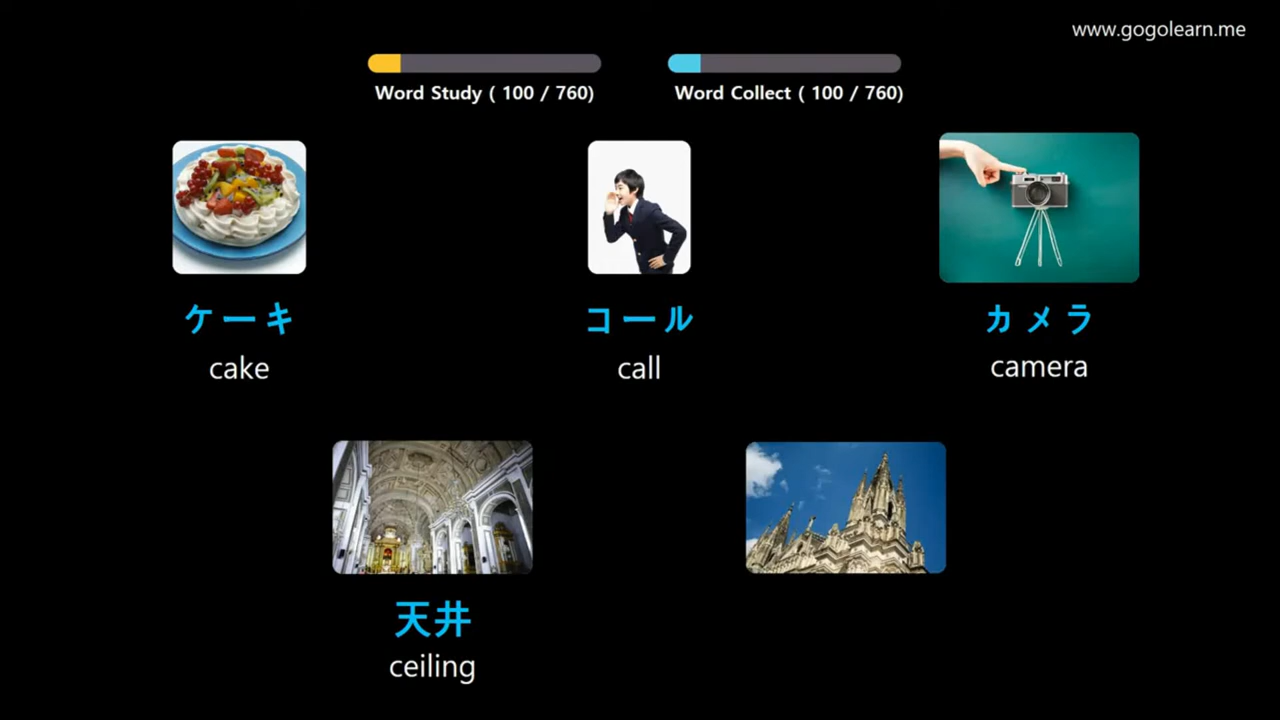 www.gogolearn.me
Word Study ( 100 / 760)
Word Collect ( 100 / 760)
ケーキ
コール
カメラ
cake
call
camera
天井
ceiling